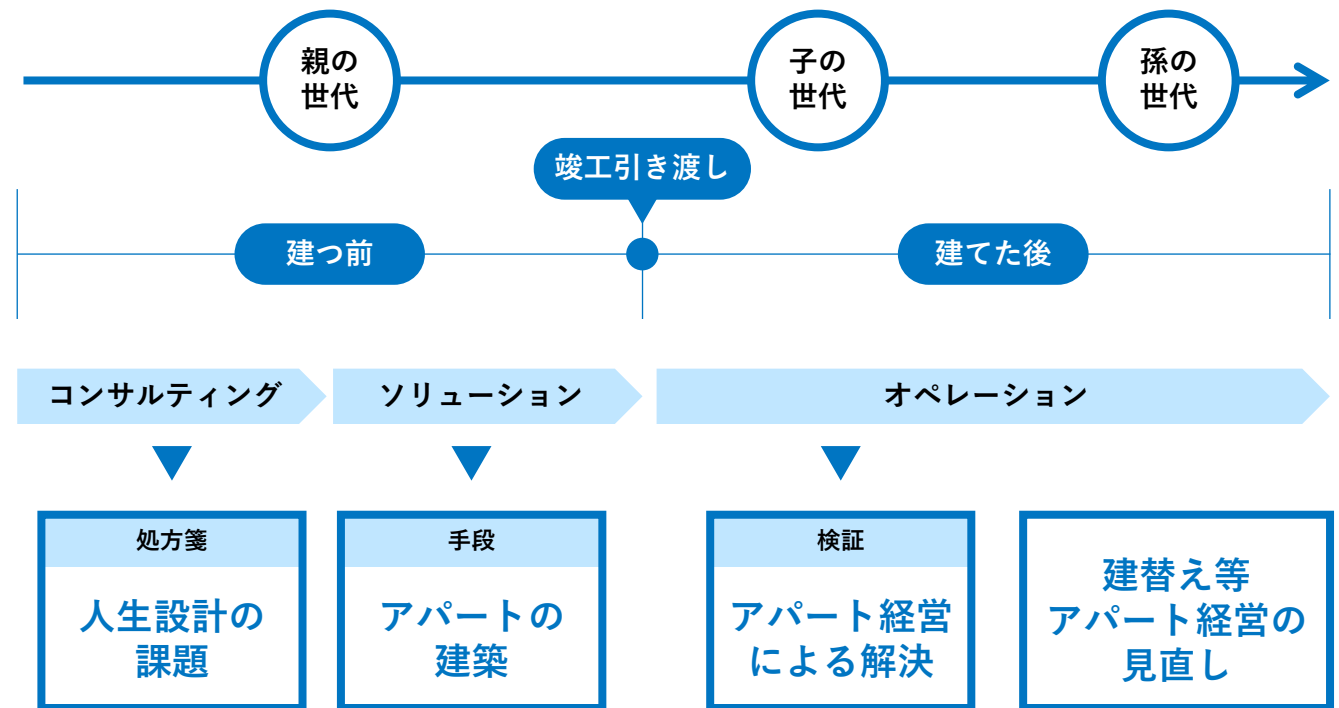 親の
世代
子の
世代
孫の
世代
竣工引き渡し
建つ前
建てた後
コンサルティング
ソリューション
オペレーション
処方箋
人生設計の
課題
手段
アパートの
建築
検証
アパート経営
による解決
建替え等
アパート経営の
見直し